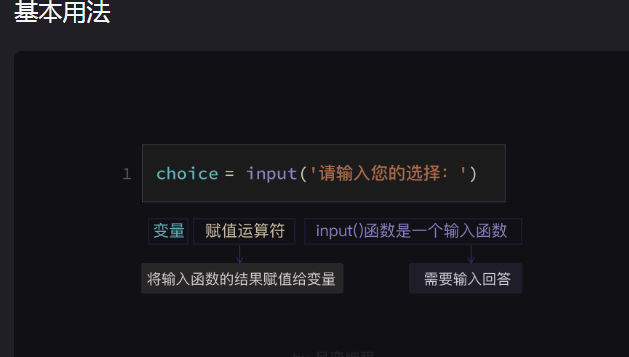 基本用法
1 choice = input('请输入您的选择：')
变量 赋值运算符 input()函数是一个输入函数
将输入函数的结果赋值给变量 需要输入回答